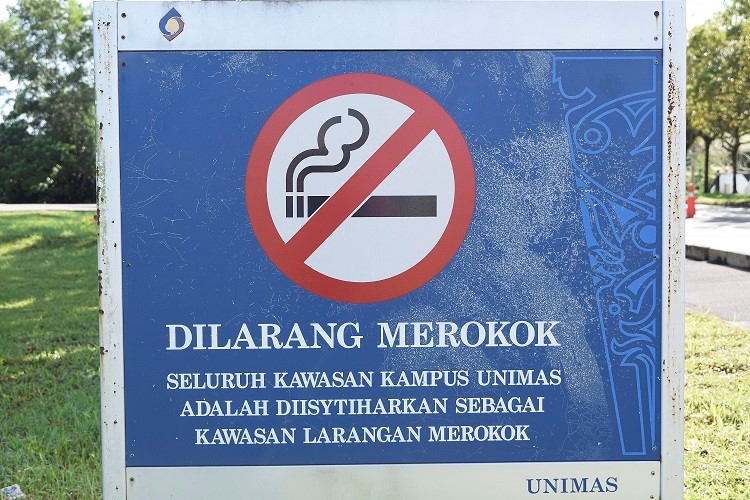 DILARANG MEROKOK
SELURUH KAWASAN KAMPUS UNIMAS
ADALAH DIISYTIHARKAN SEBAGAI
KAWASAN LARANGAN MEROKOK
UNIMAS